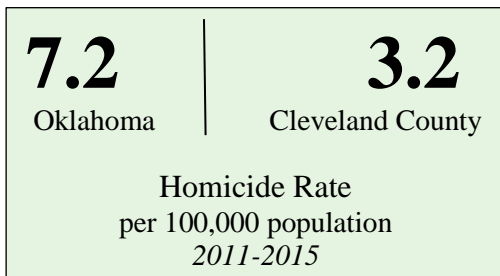 7.2 3.2
Oklahoma Cleveland County
Homicide Rate
per 100,000 population
2011-2015